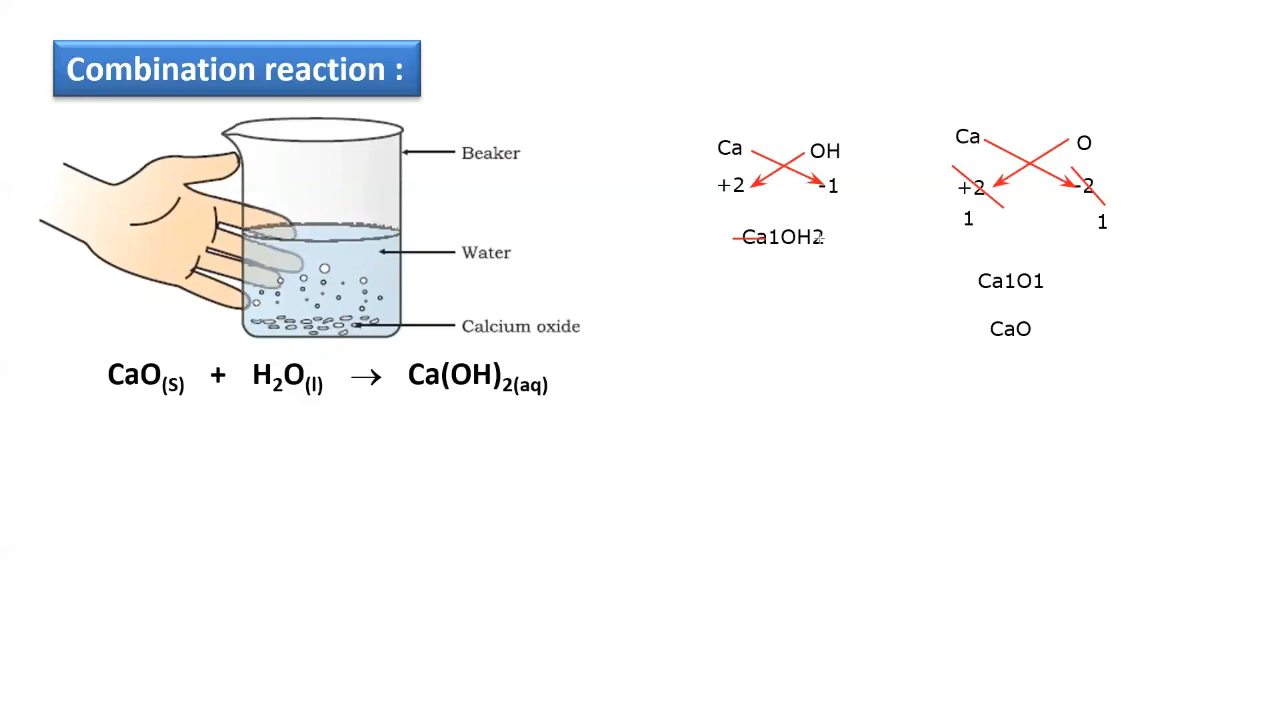 Combination reaction :
Beaker
Water
Calcium oxide
CaO(S) + H2O(l) → Ca(OH)2(aq)
Ca OH
+2 -1
Ca1OH2
Ca O
+2 -2
1 1
Ca1O1
CaO